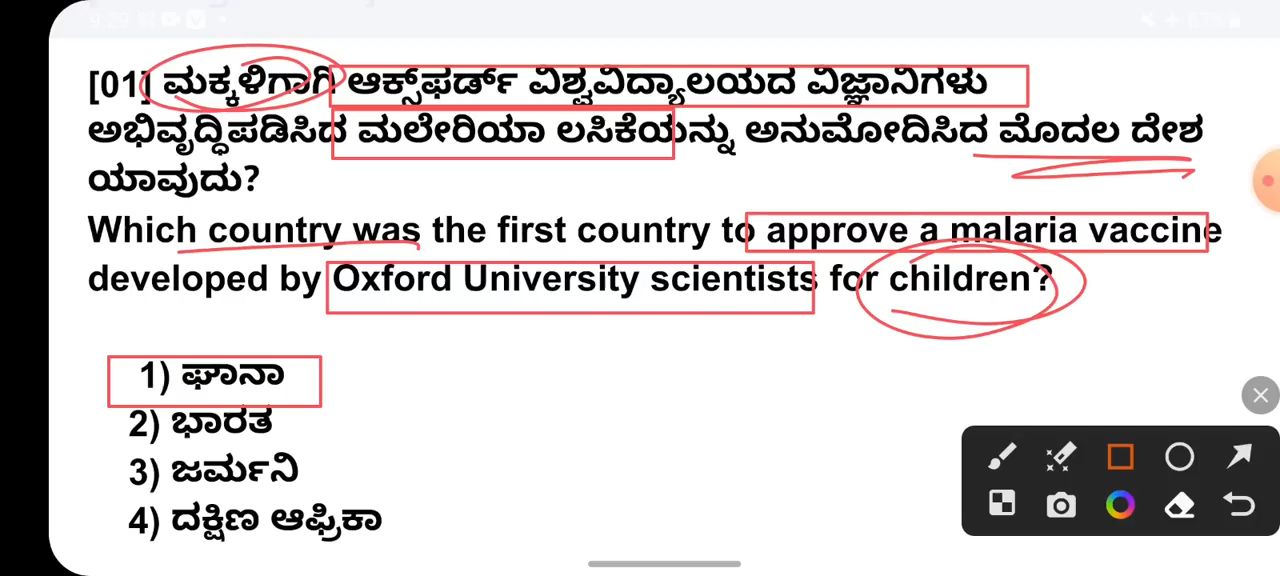 9:29
[01] ಮಕ್ಕಳಿಗಾಗಿ ಆಕ್ಸ್‌ಫರ್ಡ್ ವಿಶ್ವವಿದ್ಯಾಲಯದ ವಿಜ್ಞಾನಿಗಳು
ಅಭಿವೃದ್ಧಿಪಡಿಸಿದ ಮಲೇರಿಯಾ ಲಸಿಕೆಯನ್ನು ಅನುಮೋದಿಸಿದ ಮೊದಲ ದೇಶ
ಯಾವುದು?
Which country was the first country to approve a malaria vaccine
developed by Oxford University scientists for children?
1) ಘಾನಾ
2) ಭಾರತ
3) ಜರ್ಮನಿ
4) ದಕ್ಷಿಣ ಆಫ್ರಿಕಾ